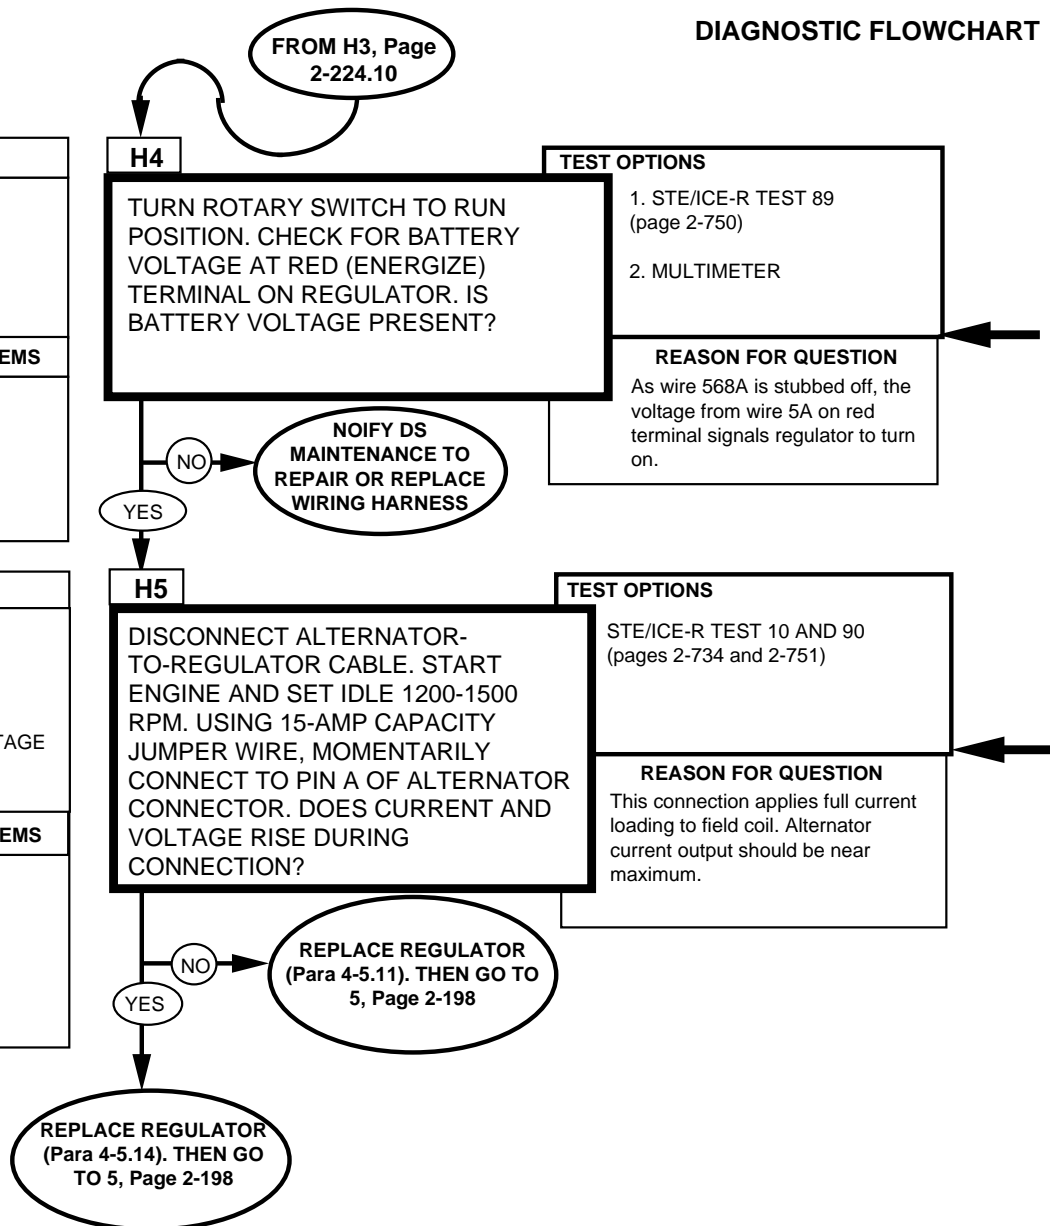 DIAGNOSTIC FLOWCHART
FROM H3, Page
2-224.10
H4
TURN ROTARY SWITCH TO RUN
POSITION. CHECK FOR BATTERY
VOLTAGE AT RED (ENERGIZE)
TERMINAL ON REGULATOR. IS
BATTERY VOLTAGE PRESENT?
TEST OPTIONS
1. STE/ICE-R TEST 89
(page 2-750)
2. MULTIMETER
REASON FOR QUESTION
As wire 568A is stubbed off, the
voltage from wire 5A on red
terminal signals regulator to turn
on.
EMS
NO
NOIFY DS
MAINTENANCE TO
REPAIR OR REPLACE
WIRING HARNESS
YES
H5
DISCONNECT ALTERNATOR-
TO-REGULATOR CABLE. START
ENGINE AND SET IDLE 1200-1500
RPM. USING 15-AMP CAPACITY
JUMPER WIRE, MOMENTARILY
CONNECT TO PIN A OF ALTERNATOR
CONNECTOR. DOES CURRENT AND
VOLTAGE RISE DURING
CONNECTION?
TEST OPTIONS
STE/ICE-R TEST 10 AND 90
(pages 2-734 and 2-751)
REASON FOR QUESTION
This connection applies full current
loading to field coil. Alternator
current output should be near
maximum.
TAGE
EMS
NO
REPLACE REGULATOR
(Para 4-5.11). THEN GO TO
5, Page 2-198
YES
REPLACE REGULATOR
(Para 4-5.14). THEN GO
TO 5, Page 2-198